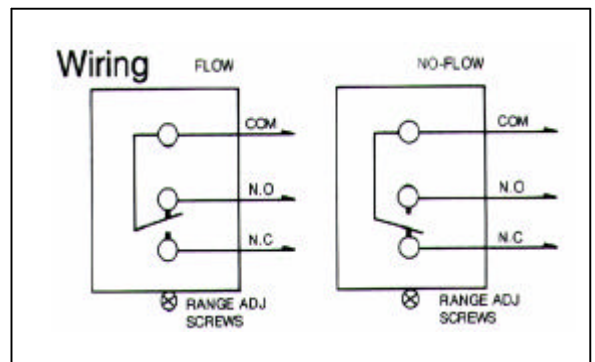 Wiring
FLOW
COM
N.O
N.C
RANGE ADJ
SCREWS
NO-FLOW
COM
N.O
N.C
RANGE ADJ
SCREWS